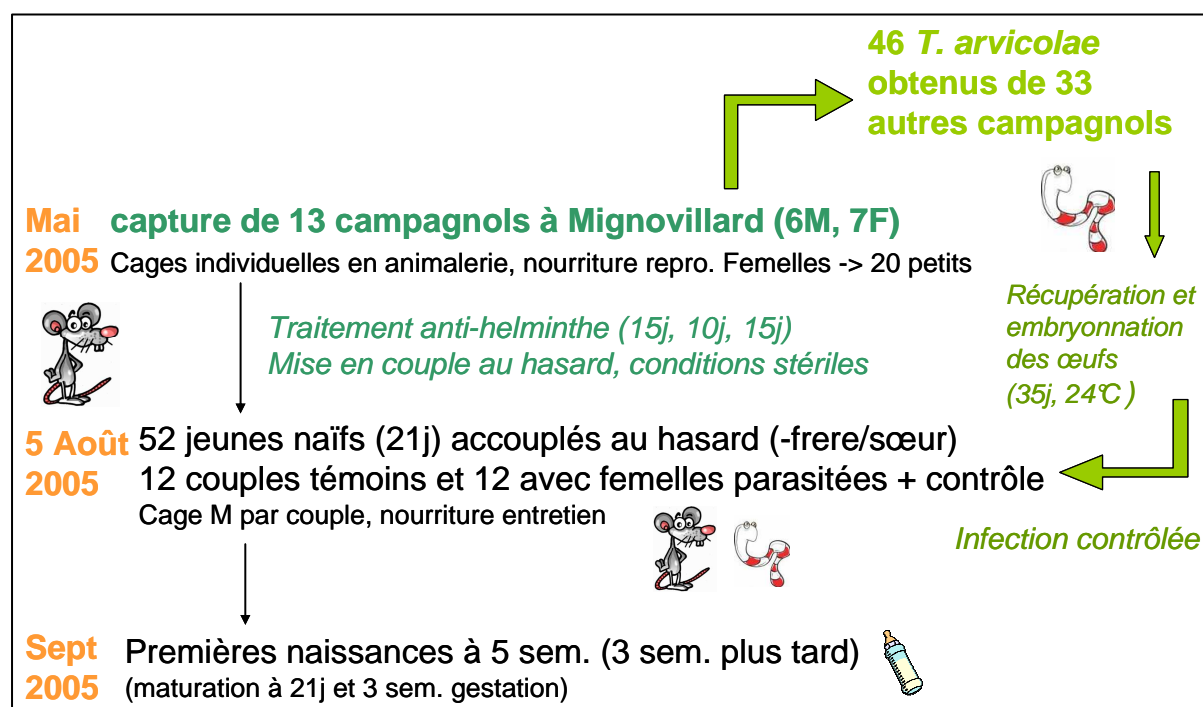 46 T. arvicolae
obtenus de 33
autres campagnols
Mai
2005
capture de 13 campagnols à Mignovillard (6M, 7F)
Cages individuelles en animalerie, nourriture repro. Femelles -> 20 petits
Récupération et
embryonnation
des œufs
(35j, 24°C )
Traitement anti-helminthe (15j, 10j, 15j)
Mise en couple au hasard, conditions stériles
5 Août
2005
52 jeunes naïfs (21j) accouplés au hasard (-frere/sœur)
12 couples témoins et 12 avec femelles parasitées + contrôle
Cage M par couple, nourriture entretien
Infection contrôlée
Sept
2005
Premières naissances à 5 sem. (3 sem. plus tard)
(maturation à 21j et 3 sem. gestation)